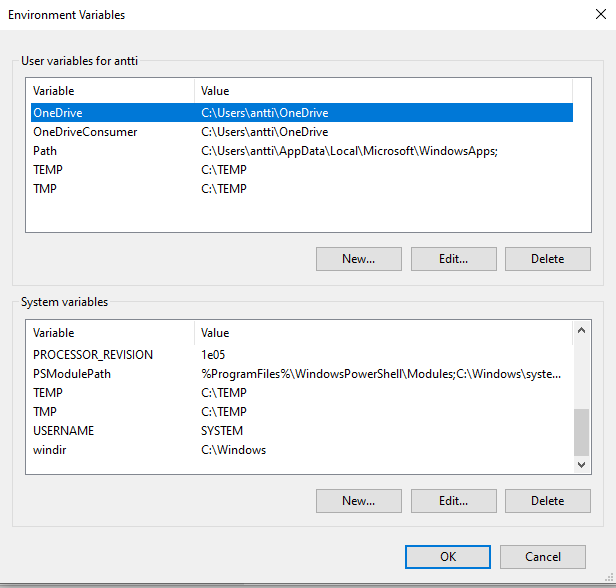 Environment Variables
User variables for antti
Variable Value
OneDrive C:\Users\antti\OneDrive
OneDriveConsumer C:\Users\antti\OneDrive
Path C:\Users\antti\AppData\Local\Microsoft\WindowsApps;
TEMP C:\TEMP
TMP C:\TEMP
New... Edit... Delete
System variables
Variable Value
PROCESSOR_REVISION 1e05
PSModulePath %ProgramFiles%\WindowsPowerShell\Modules;C:\Windows\syste...
TEMP C:\TEMP
TMP C:\TEMP
USERNAME SYSTEM
windir C:\Windows
New... Edit... Delete
OK Cancel